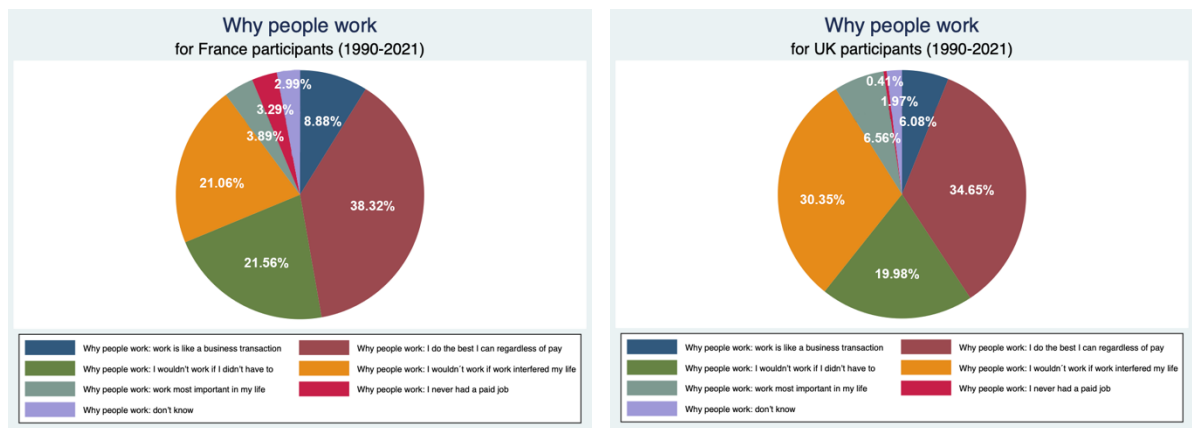 Why people work
for France participants (1990-2021)
2.99%
8.88%
3.29%
3.89%
21.06%
38.32%
21.56%
Why people work: work is like a business transaction
Why people work: I do the best I can regardless of pay
Why people work: I wouldn't work if I didn't have to
Why people work: I wouldn´t work if work interfered my life
Why people work: work most important in my life
Why people work: I never had a paid job
Why people work: don't know
Why people work
for UK participants (1990-2021)
0.41%
1.97%
6.08%
6.56%
34.65%
30.35%
19.98%
Why people work: work is like a business transaction
Why people work: I do the best I can regardless of pay
Why people work: I wouldn't work if I didn't have to
Why people work: I wouldn´t work if work interfered my life
Why people work: work most important in my life
Why people work: I never had a paid job
Why people work: don't know